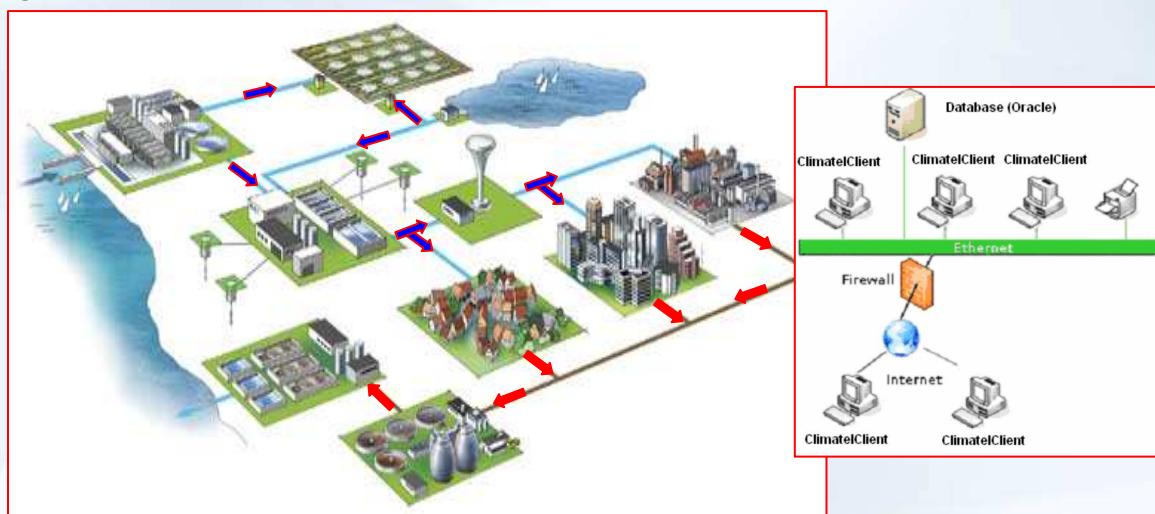 Database (Oracle)
ClimatelClient
ClimatelClient
ClimatelClient
Ethernet
Firewall
Internet
ClimatelClient
ClimatelClient